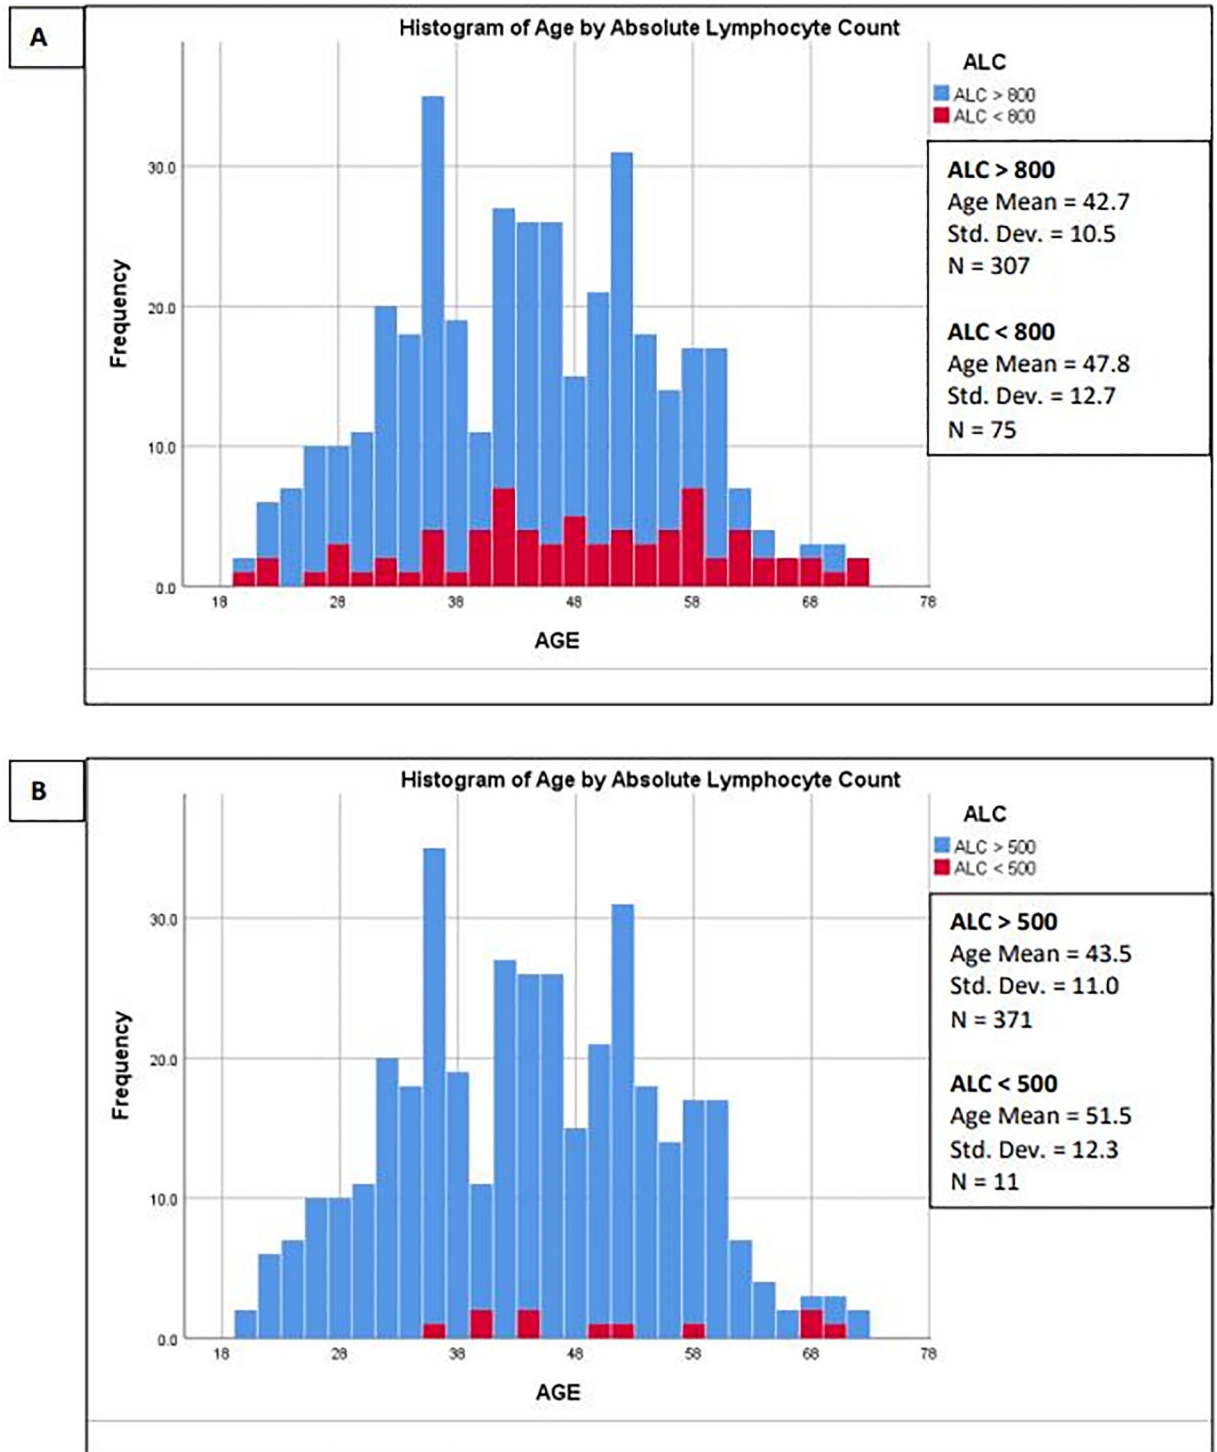 A
Histogram of Age by Absolute Lymphocyte Count
ALC
ALC > 800
ALC < 800
ALC > 800
Age Mean = 42.7
Std. Dev. = 10.5
N = 307
ALC < 800
Age Mean = 47.8
Std. Dev. = 12.7
N = 75
Frequency
30.0
20.0
10.0
0.0
18 28 38 48 58 68 78
AGE
B
Histogram of Age by Absolute Lymphocyte Count
ALC
ALC > 500
ALC < 500
ALC > 500
Age Mean = 43.5
Std. Dev. = 11.0
N = 371
ALC < 500
Age Mean = 51.5
Std. Dev. = 12.3
N = 11
Frequency
30.0
20.0
10.0
0.0
18 28 38 48 58 68 78
AGE